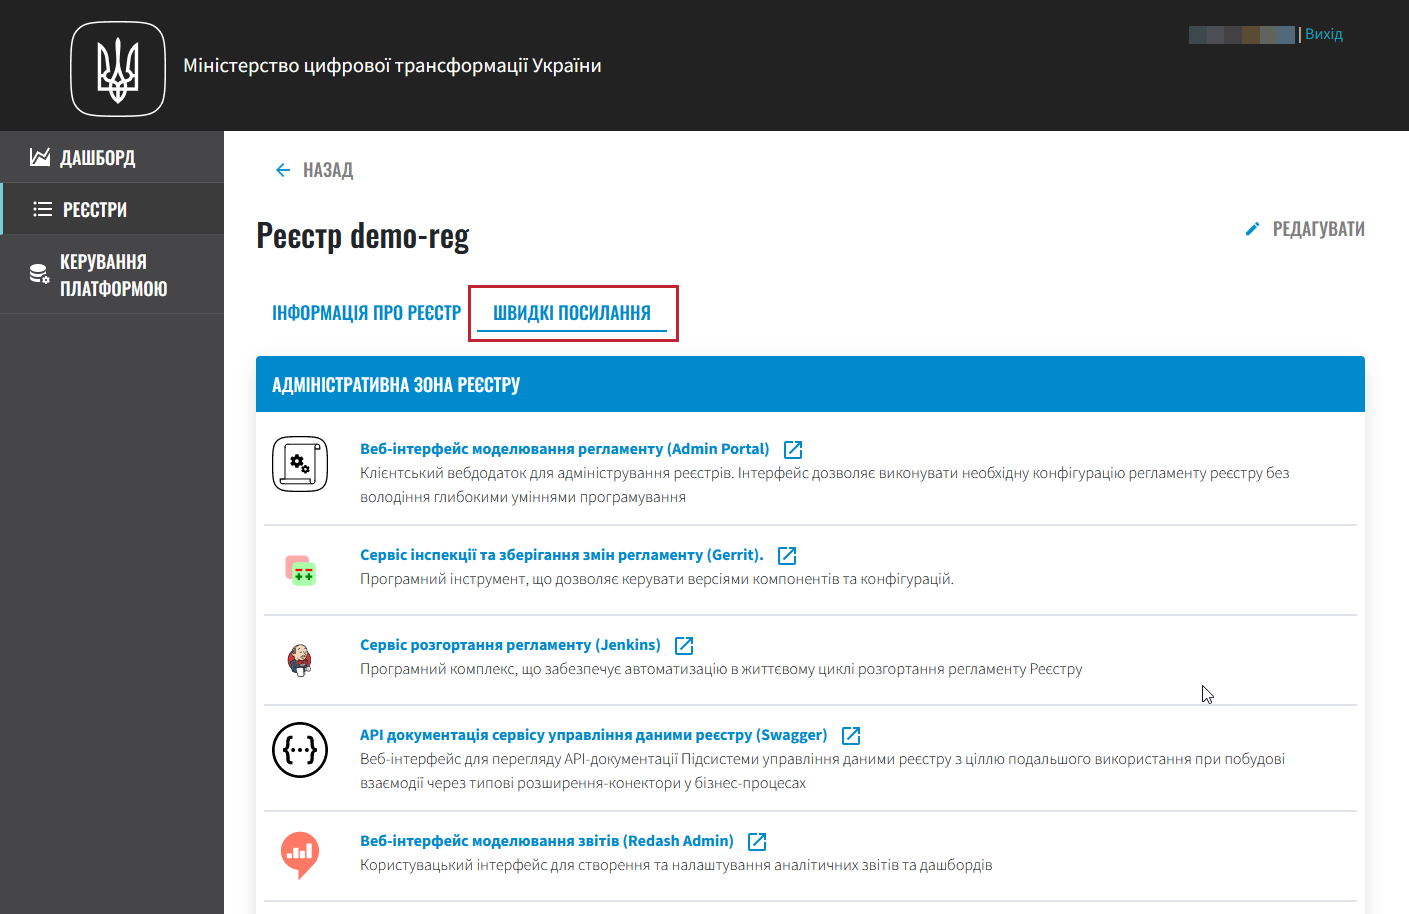 Міністерство цифрової трансформації України
Вихід
ДАШБОРД
РЕЄСТРИ
КЕРУВАННЯ
ПЛАТФОРМОЮ
НАЗАД
Реєстр demo-reg
РЕДАГУВАТИ
ІНФОРМАЦІЯ ПРО РЕЄСТР
ШВИДКІ ПОСИЛАННЯ
АДМІНІСТРАТИВНА ЗОНА РЕЄСТРУ
Веб-інтерфейс моделювання регламенту (Admin Portal)
Клієнтський вебдодаток для адміністрування реєстрів. Інтерфейс дозволяє виконувати необхідну конфігурацію регламенту реєстру без
володіння глибокими уміннями програмування
Сервіс інспекції та зберігання змін регламенту (Gerrit).
Програмний інструмент, що дозволяє керувати версіями компонентів та конфігурацій.
Сервіс розгортання регламенту (Jenkins)
Програмний комплекс, що забезпечує автоматизацію в життєвому циклі розгортання регламенту Реєстру
API документація сервісу управління даними реєстру (Swagger)
Веб-інтерфейс для перегляду API-документації Підсистеми управління даними реєстру з ціллю подальшого використання при побудові
взаємодії через типові розширення-конектори у бізнес-процесах
Веб-інтерфейс моделювання звітів (Redash Admin)
Користувацький інтерфейс для створення та налаштування аналітичних звітів та дашбордів